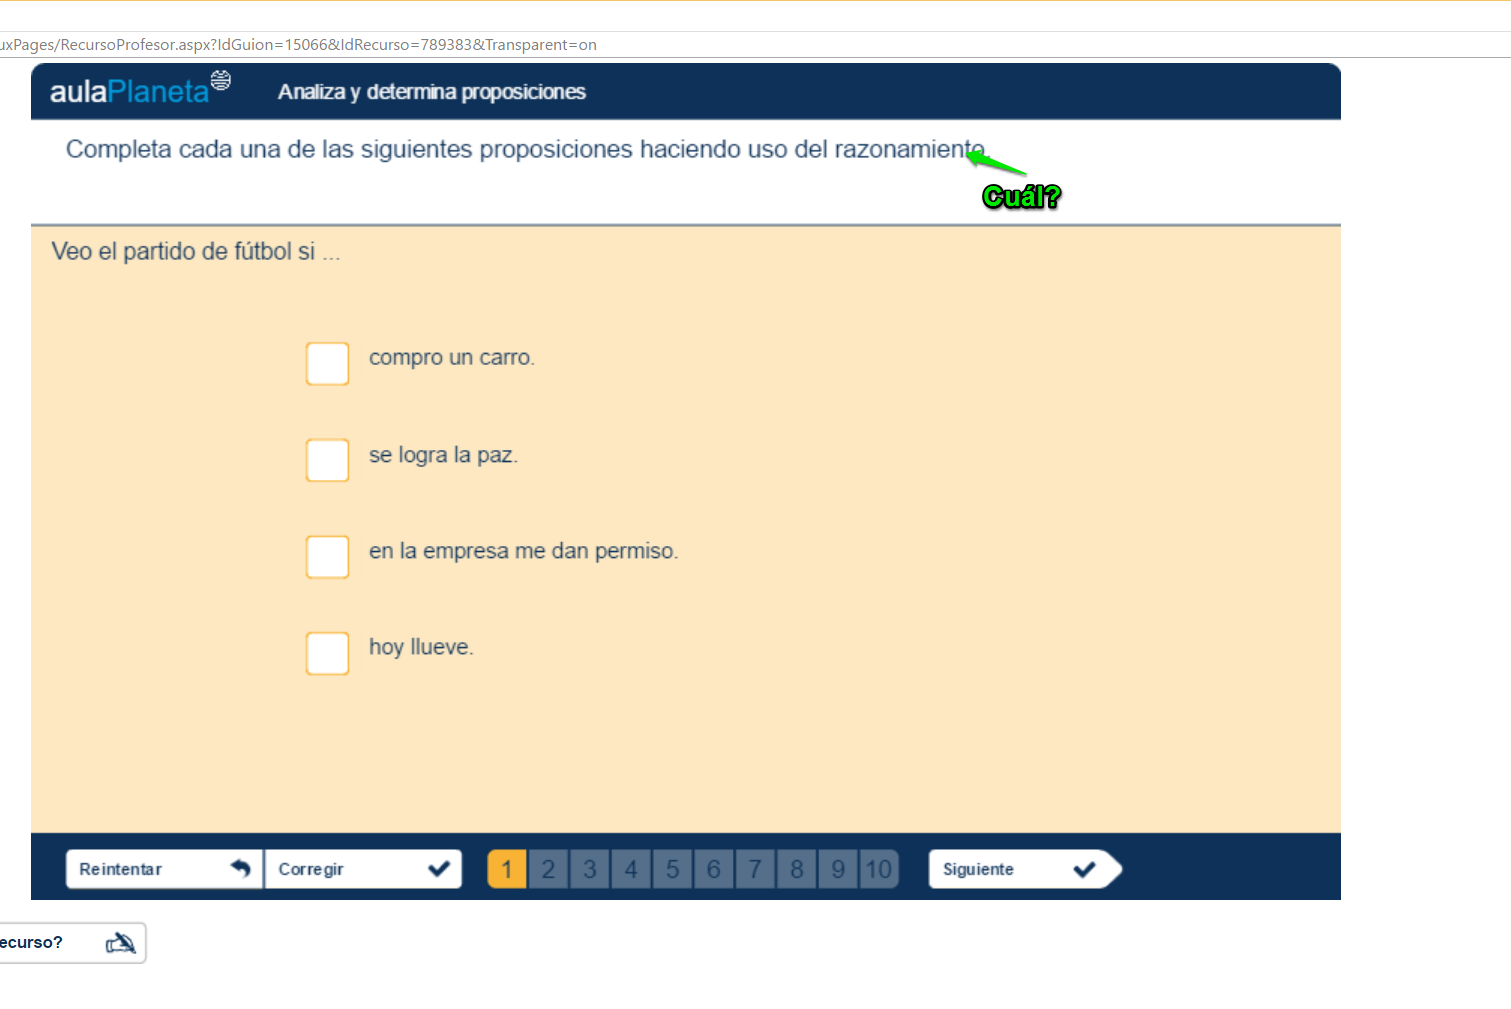 uxPages/RecursoProfesor.aspx?IdGuion=15066&IdRecurso=789383&Transparent=on
aulaPlaneta Analiza y determina proposiciones
Completa cada una de las siguientes proposiciones haciendo uso del razonamiento.
Cuál?
Veo el partido de fútbol si ...
compro un carro.
se logra la paz.
en la empresa me dan permiso.
hoy llueve.
Reintentar Corregir 1 2 3 4 5 6 7 8 9 10 Siguiente
ecurso?